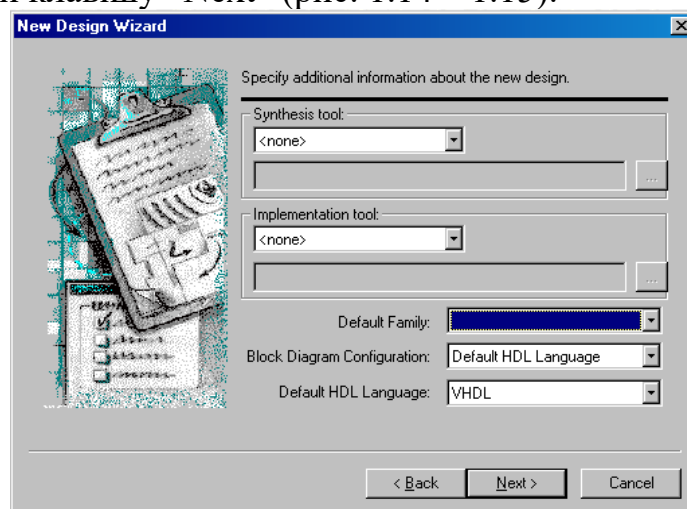 клавишу "Next" (рис. 1.14 – 1.15).
New Design Wizard
Specify additional information about the new design.
Synthesis tool:
<none>
...
Implementation tool:
<none>
...
Default Family:
Block Diagram Configuration: Default HDL Language
Default HDL Language: VHDL
< Back Next > Cancel